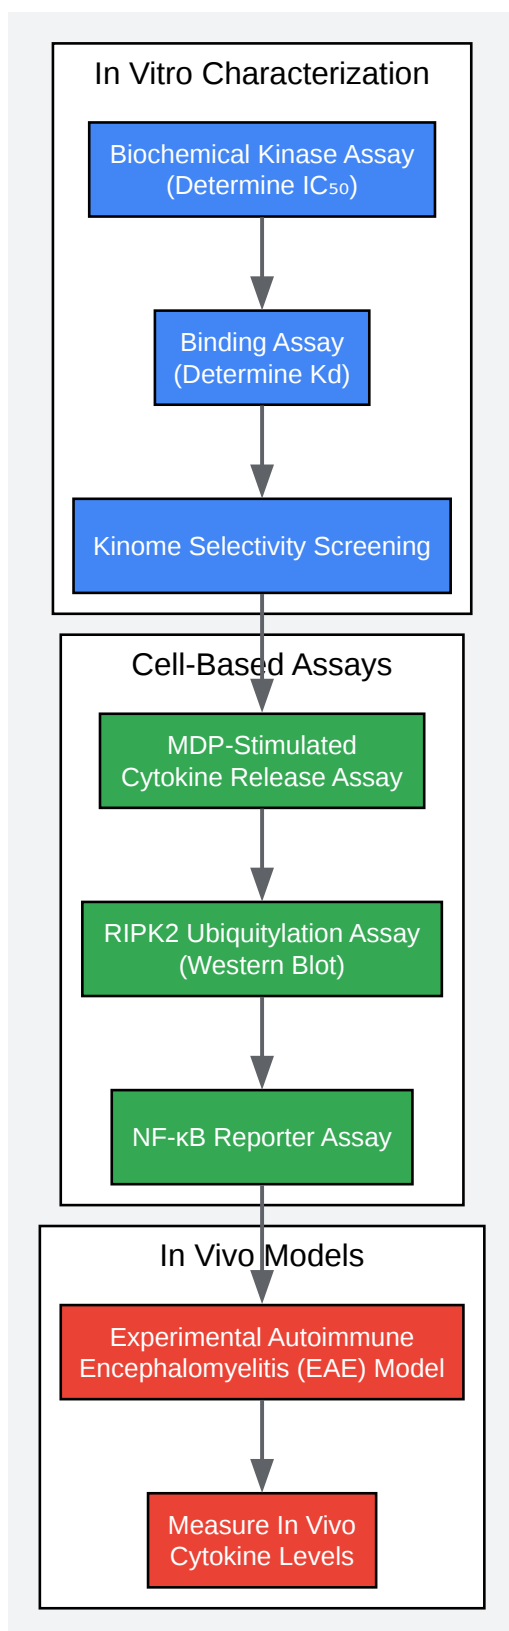 In Vitro Characterization
Biochemical Kinase Assay
(Determine IC₅₀)
Binding Assay
(Determine Kd)
Kinome Selectivity Screening
Cell-Based Assays
MDP-Stimulated
Cytokine Release Assay
RIPK2 Ubiquitylation Assay
(Western Blot)
NF-κB Reporter Assay
In Vivo Models
Experimental Autoimmune
Encephalomyelitis (EAE) Model
Measure In Vivo
Cytokine Levels